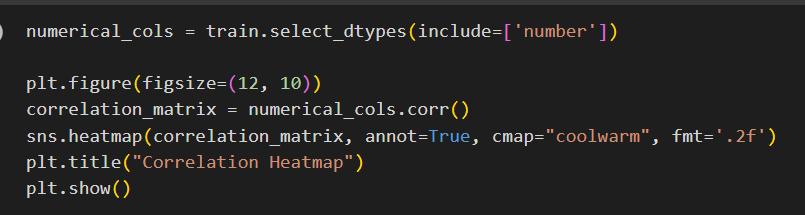 numerical_cols = train.select_dtypes(include=['number'])
plt.figure(figsize=(12, 10))
correlation_matrix = numerical_cols.corr()
sns.heatmap(correlation_matrix, annot=True, cmap="coolwarm", fmt='.2f')
plt.title("Correlation Heatmap")
plt.show()